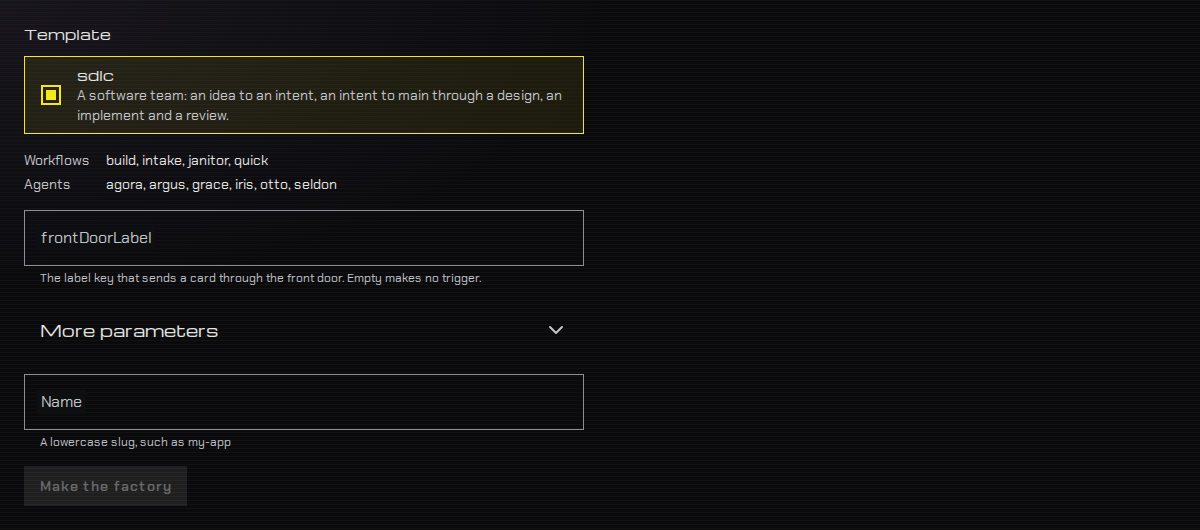 Template
sdlc
A software team: an idea to an intent, an intent to main through a design, an
implement and a review.
Workflows build, intake, janitor, quick
Agents agora, argus, grace, iris, otto, seldon
frontDoorLabel
The label key that sends a card through the front door. Empty makes no trigger.
More parameters
Name
A lowercase slug, such as my-app
Make the factory